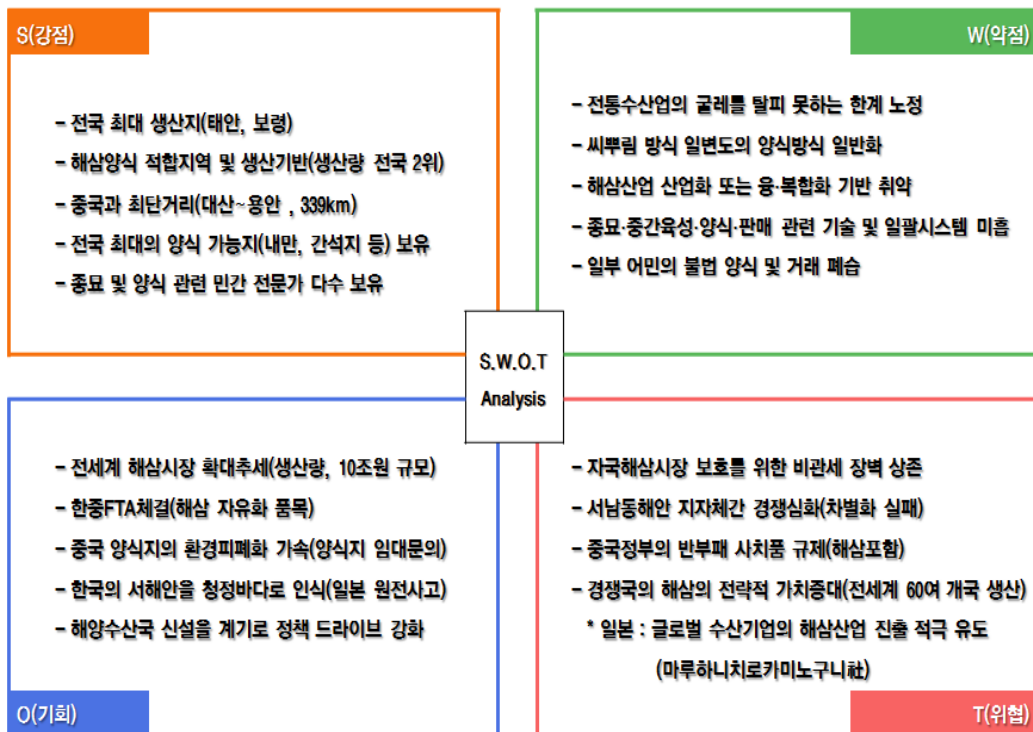 S(강점)
- 전국 최대 생산지(태안, 보령)
- 해삼양식 적합지역 및 생산기반(생산량 전국 2위)
- 중국과 최단거리(대산~용안 , 339km)
- 전국 최대의 양식 가능지(내만, 간석지 등) 보유
- 종묘 및 양식 관련 민간 전문가 다수 보유
W(약점)
- 전통수산업의 굴레를 탈피 못하는 한계 노정
- 씨뿌림 방식 일변도의 양식방식 일반화
- 해삼산업 산업화 또는 융·복합화 기반 취약
- 종묘·중간육성·양식·판매 관련 기술 및 일괄시스템 미흡
- 일부 어민의 불법 양식 및 거래 폐습
S.W.O.T
Analysis
- 전세계 해삼시장 확대추세(생산량, 10조원 규모)
- 한중FTA체결(해삼 자유화 품목)
- 중국 양식지의 환경피폐화 가속(양식지 임대문의)
- 한국의 서해안을 청정바다로 인식(일본 원전사고)
- 해양수산국 신설을 계기로 정책 드라이브 강화
O(기회)
- 자국해삼시장 보호를 위한 비관세 장벽 상존
- 서남동해안 지자체간 경쟁심화(차별화 실패)
- 중국정부의 반부패 사치품 규제(해삼포함)
- 경쟁국의 해삼의 전략적 가치증대(전세계 60여 개국 생산)
* 일본 : 글로벌 수산기업의 해삼산업 진출 적극 유도
(마루하니치로카미노구니社)
T(위협)